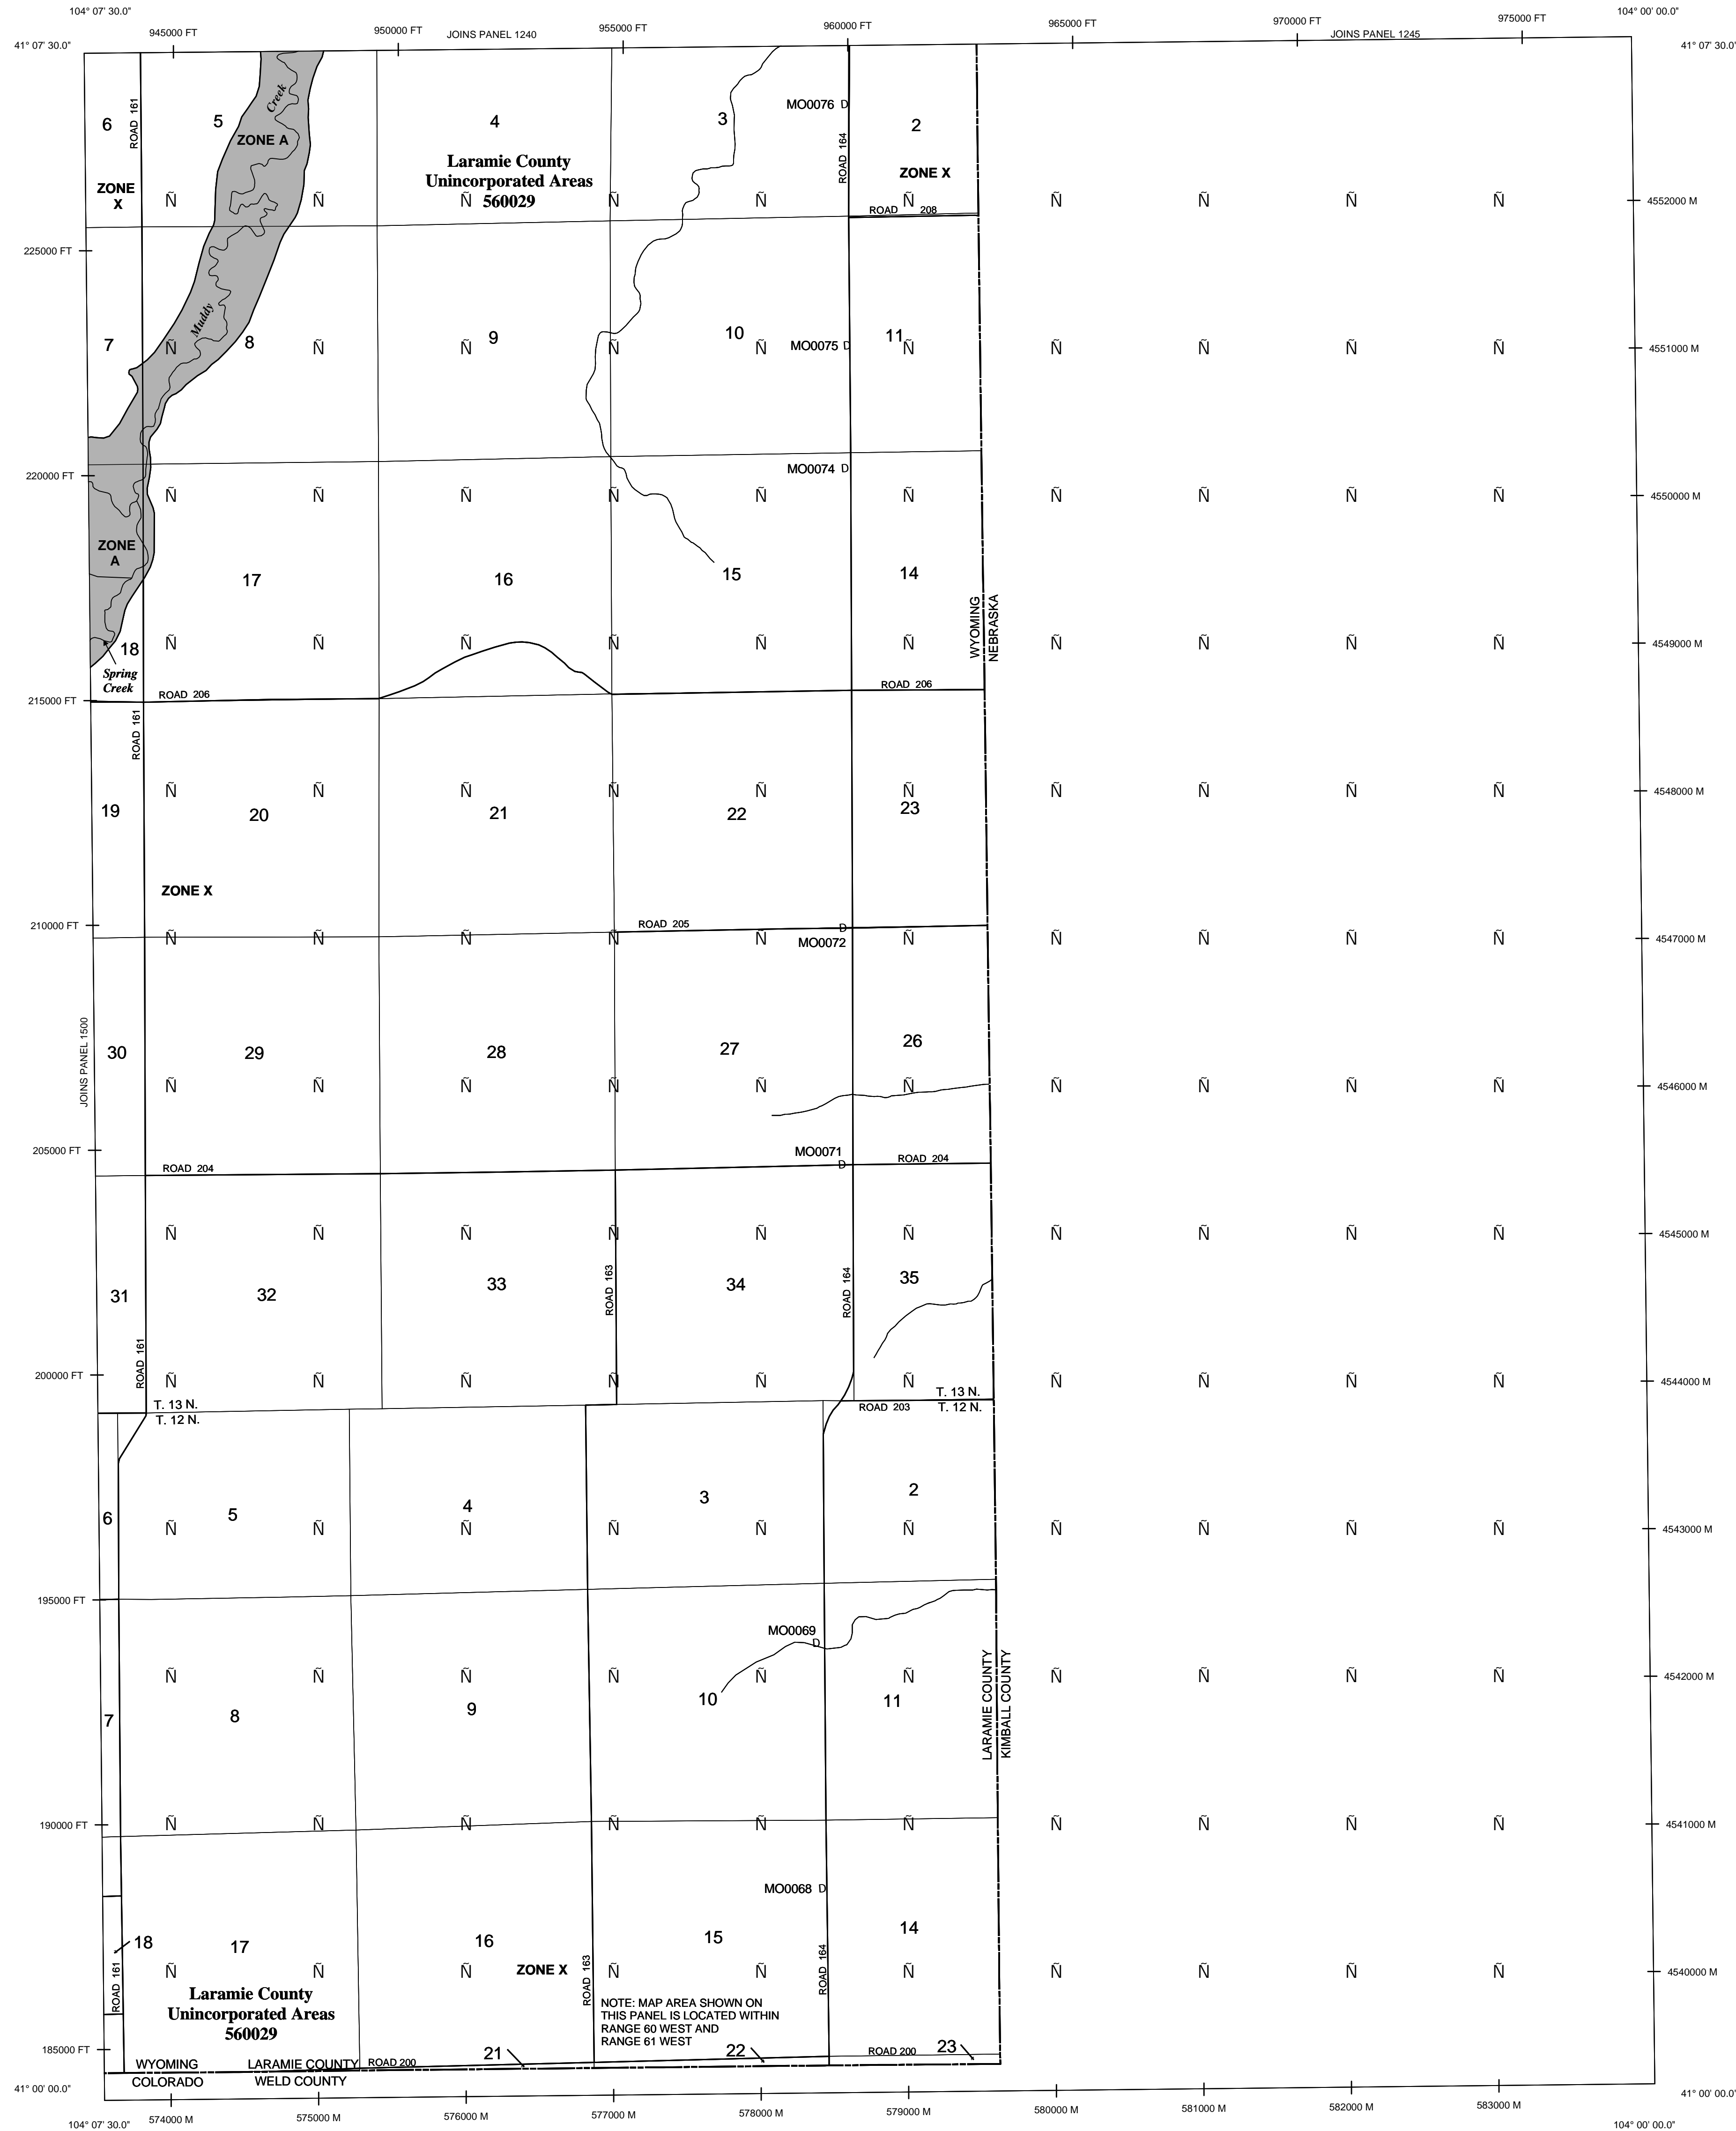 104° 07' 30.0"
945000 FT
950000 FT
JOINS PANEL 1240
955000 FT
960000 FT
965000 FT
970000 FT
JOINS PANEL 1245
975000 FT
104° 00' 00.0"
41° 07' 30.0"
41° 07' 30.0"
6
ROAD 161
5
Creek
ZONE A
4
3
MO0076 D
ROAD 164
2
Laramie County
Unincorporated Areas
560029
ZONE X
ZONE
X
Ñ Ñ Ñ Ñ Ñ Ñ Ñ Ñ Ñ Ñ
4552000 M
ROAD 208
225000 FT
Muddy
7
8
9
10
MO0075 D
11
Ñ Ñ Ñ Ñ Ñ Ñ Ñ Ñ Ñ Ñ
4551000 M
220000 FT
MO0074 D
Ñ Ñ Ñ Ñ Ñ Ñ Ñ Ñ Ñ Ñ
4550000 M
ZONE
A
17
16
15
14
WYOMING
NEBRASKA
18
Ñ Ñ Ñ Ñ Ñ Ñ Ñ Ñ Ñ Ñ
4549000 M
Spring
Creek
ROAD 206
ROAD 206
215000 FT
ROAD 161
Ñ Ñ Ñ Ñ Ñ Ñ Ñ Ñ Ñ Ñ
4548000 M
19
20
21
22
23
ZONE X
210000 FT
ROAD 205
D
MO0072
Ñ Ñ Ñ Ñ Ñ Ñ Ñ Ñ Ñ Ñ
4547000 M
JOINS PANEL 1500
30
29
28
27
26
Ñ Ñ Ñ Ñ Ñ Ñ Ñ Ñ Ñ Ñ
4546000 M
205000 FT
MO0071
D
ROAD 204
ROAD 204
Ñ Ñ Ñ Ñ Ñ Ñ Ñ Ñ Ñ Ñ
4545000 M
31
32
33
ROAD 163
34
ROAD 164
35
ROAD 161
200000 FT
Ñ Ñ Ñ Ñ Ñ Ñ Ñ Ñ Ñ Ñ
4544000 M
T. 13 N.
T. 12 N.
T. 13 N.
T. 12 N.
ROAD 203
6
5
4
3
2
Ñ Ñ Ñ Ñ Ñ Ñ Ñ Ñ Ñ Ñ
4543000 M
195000 FT
MO0069
D
Ñ Ñ Ñ Ñ Ñ Ñ Ñ Ñ Ñ Ñ
4542000 M
LARAMIE COUNTY
KIMBALL COUNTY
7
8
9
10
11
190000 FT
Ñ Ñ Ñ Ñ Ñ Ñ Ñ Ñ Ñ Ñ
4541000 M
MO0068 D
18
17
16
15
14
ZONE X
ROAD 161
ROAD 163
ROAD 164
Ñ Ñ Ñ Ñ Ñ Ñ Ñ Ñ Ñ Ñ
4540000 M
Laramie County
Unincorporated Areas
560029
NOTE: MAP AREA SHOWN ON
THIS PANEL IS LOCATED WITHIN
RANGE 60 WEST AND
RANGE 61 WEST
185000 FT
21
22
23
ROAD 200
ROAD 200
WYOMING
LARAMIE COUNTY
COLORADO
WELD COUNTY
41° 00' 00.0"
41° 00' 00.0"
104° 07' 30.0"
574000 M
575000 M
576000 M
577000 M
578000 M
579000 M
580000 M
581000 M
582000 M
583000 M
104° 00' 00.0"